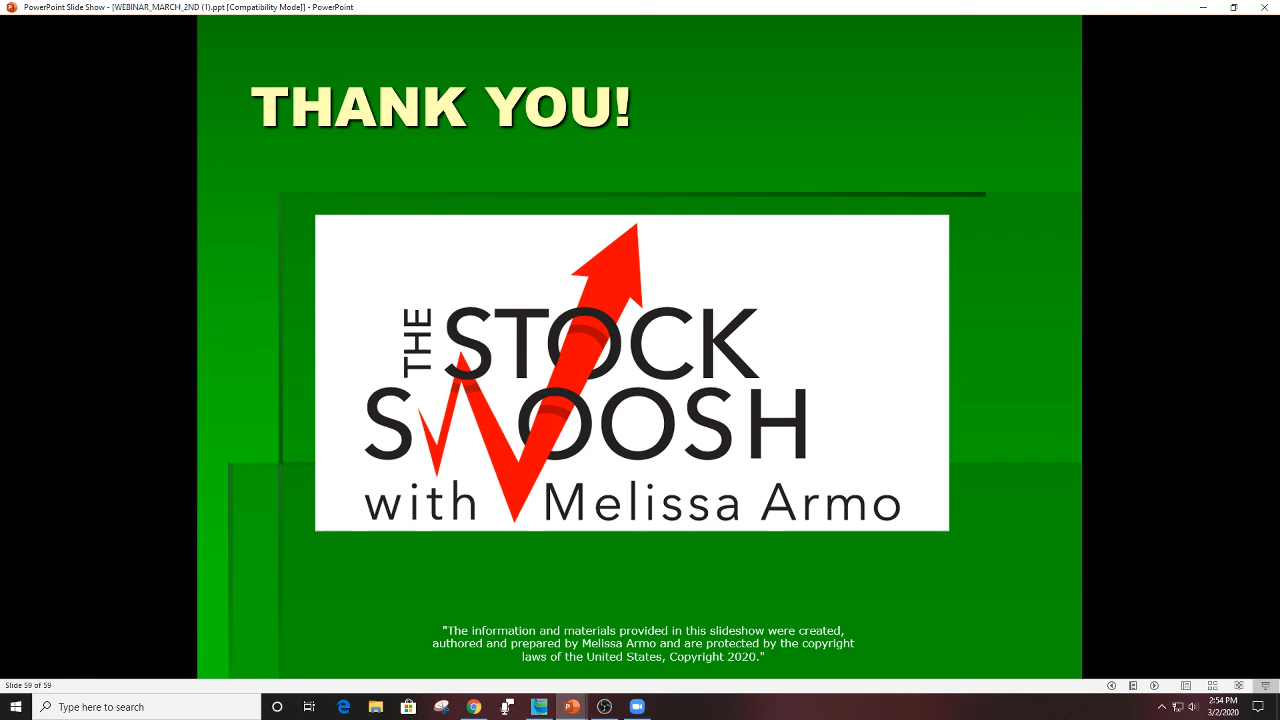 PowerPoint Slide Show - [WEBINAR_MARCH_2ND (1).ppt [Compatibility Mode]] - PowerPoint
THANK YOU!
THE STOCK
SWOOSH
with Melissa Armo
"The information and materials provided in this slideshow were created,
authored and prepared by Melissa Armo and are protected by the copyright
laws of the United States, Copyright 2020."
Slide 59 of 59
Type here to search
2:54 PM
3/2/2020